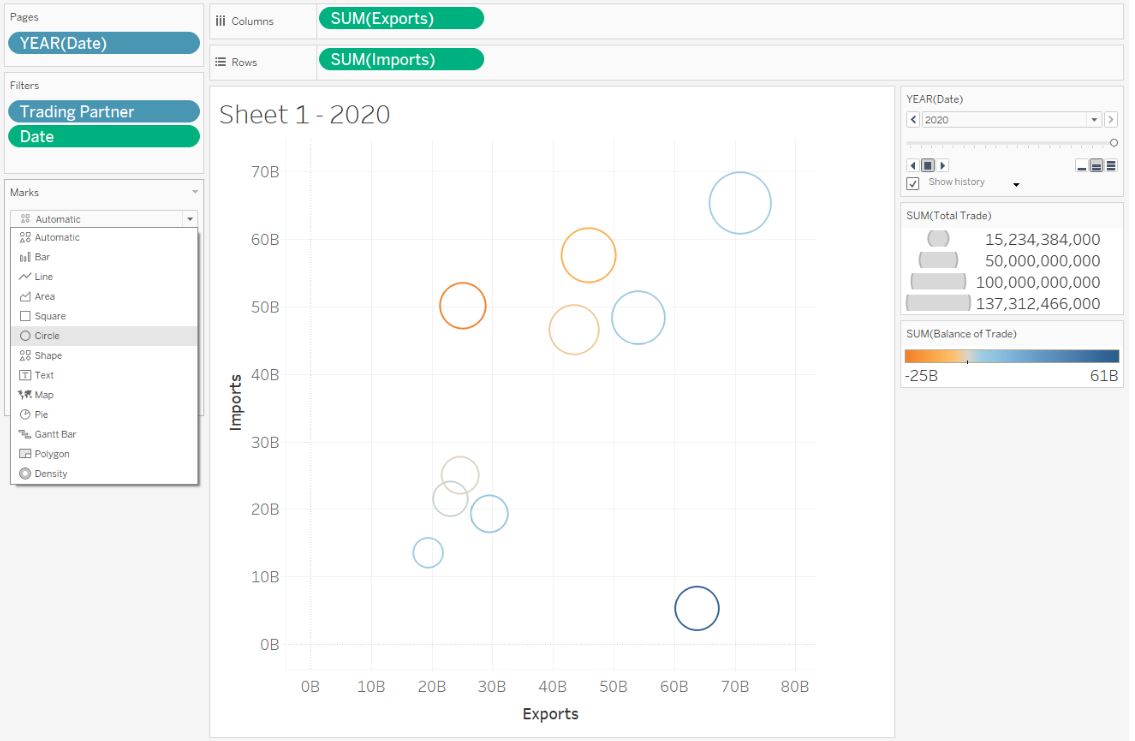 Pages
YEAR(Date)
Filters
Trading Partner
Date
Marks
Automatic
Automatic
Bar
Line
Area
Square
Circle
Shape
Text
Map
Pie
Gantt Bar
Polygon
Density
Columns
SUM(Exports)
Rows
SUM(Imports)
Sheet 1 - 2020
70B
60B
50B
40B
30B
20B
10B
0B
Imports
0B 10B 20B 30B 40B 50B 60B 70B 80B
Exports
YEAR(Date)
2020
Show history
SUM(Total Trade)
15,234,384,000
50,000,000,000
100,000,000,000
137,312,466,000
SUM(Balance of Trade)
-25B 61B